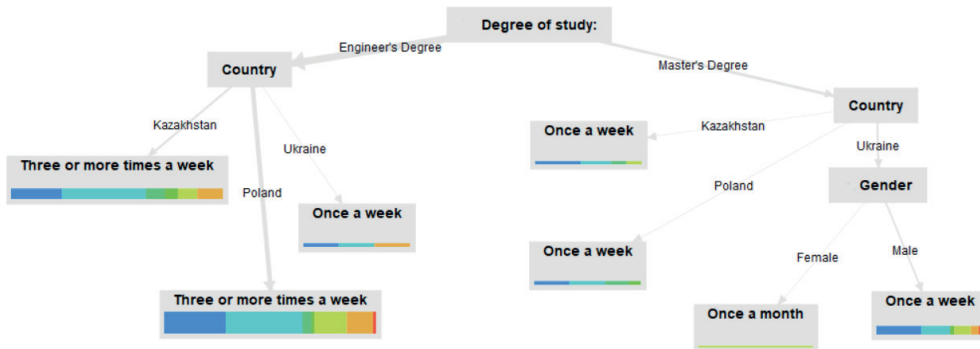 Degree of study:
Engineer's Degree
Master's Degree
Country
Country
Kazakhstan
Ukraine
Poland
Kazakhstan
Poland
Ukraine
Three or more times a week
Once a week
Once a week
Gender
Once a week
Female
Male
Three or more times a week
Once a month
Once a week